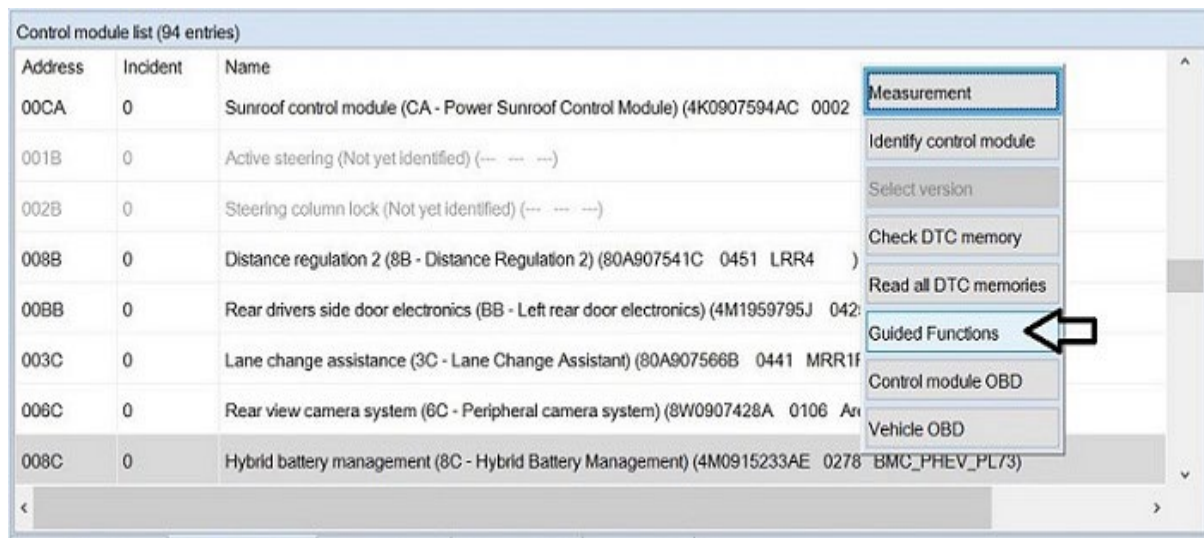 Control module list (94 entries)
Address Incident Name
00CA 0 Sunroof control module (CA - Power Sunroof Control Module) (4K0907594AC 0002
001B 0 Active steering (Not yet identified) (--- --- ---)
002B 0 Steering column lock (Not yet identified) (--- --- ---)
008B 0 Distance regulation 2 (8B - Distance Regulation 2) (80A907541C 0451 LRR4 )
00BB 0 Rear drivers side door electronics (BB - Left rear door electronics) (4M1959795J
003C 0 Lane change assistance (3C - Lane Change Assistant) (80A907566B 0441
006C 0 Rear view camera system (6C - Peripheral camera system) (8W0907428A 0106
008C 0 Hybrid battery management (8C - Hybrid Battery Management) (4M0915233AE 0278 BMC_PHEV_PL73)
Measurement
Identify control module
Select version
Check DTC memory
Read all DTC memories
Guided Functions
Control module OBD
Vehicle OBD